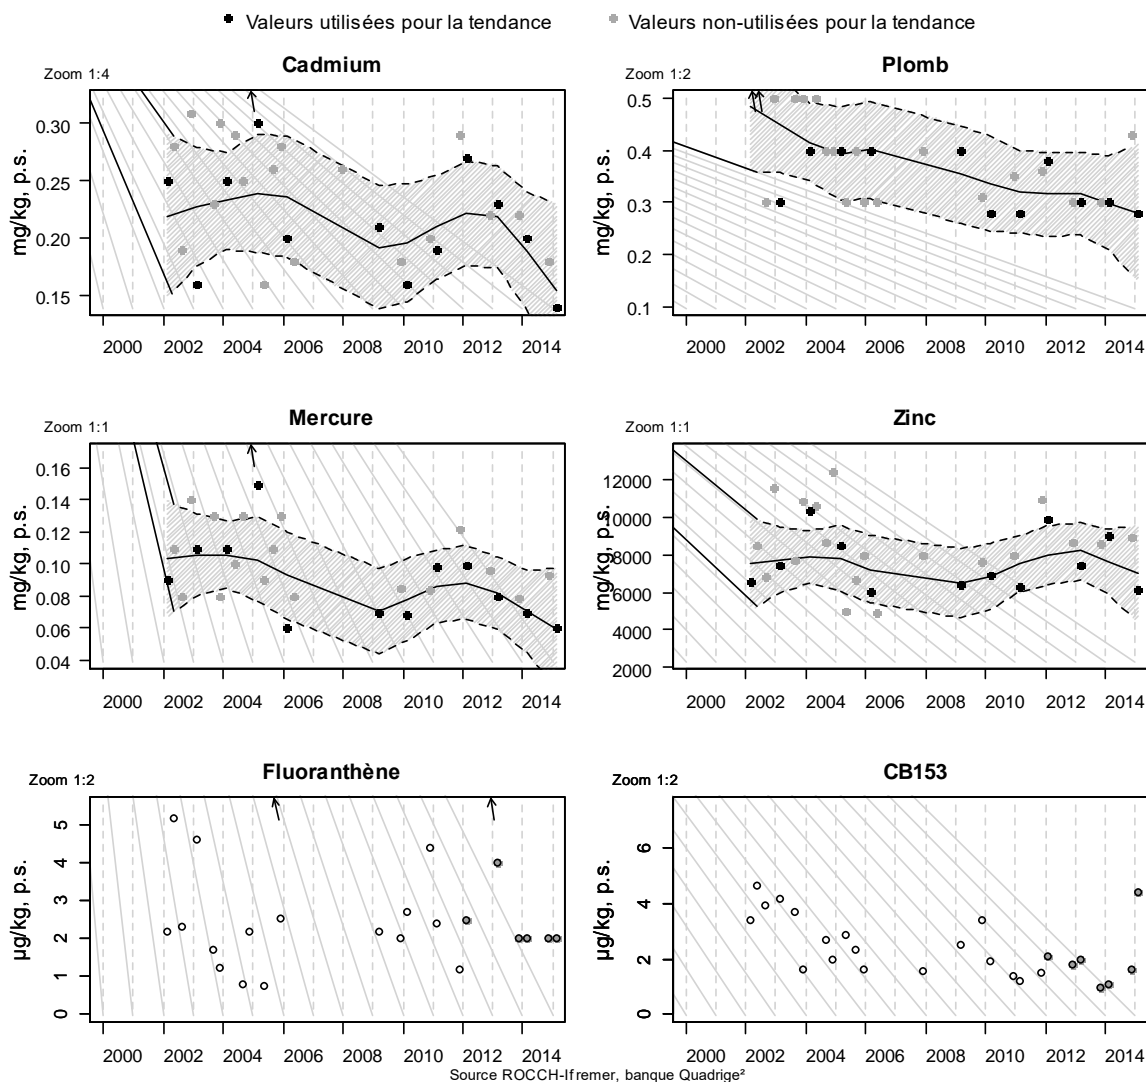 Valeurs utilisées pour la tendance Valeurs non-utilisées pour la tendance
Zoom 1:4 Cadmium
mg/kg, p.s.
0.30
0.25
0.20
0.15
2000 2002 2004 2006 2008 2010 2012 2014
Zoom 1:2 Plomb
mg/kg, p.s.
0.5
0.4
0.3
0.2
0.1
2000 2002 2004 2006 2008 2010 2012 2014
Zoom 1:1 Mercure
mg/kg, p.s.
0.16
0.14
0.12
0.10
0.08
0.06
0.04
2000 2002 2004 2006 2008 2010 2012 2014
Zoom 1:1 Zinc
mg/kg, p.s.
12000
10000
8000
6000
4000
2000
2000 2002 2004 2006 2008 2010 2012 2014
Zoom 1:2 Fluoranthène
µg/kg, p.s.
5
4
3
2
1
0
2000 2002 2004 2006 2008 2010 2012 2014
Zoom 1:2 CB153
µg/kg, p.s.
6
4
2
0
2000 2002 2004 2006 2008 2010 2012 2014
Source ROCCH-Ifremer, banque Quadrige²